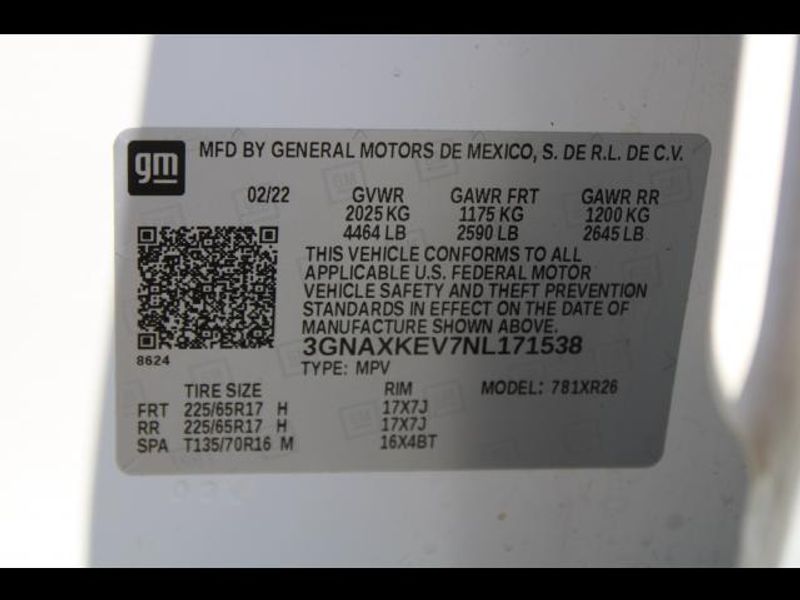 gm MFD BY GENERAL MOTORS DE MEXICO, S. DE R.L. DE C.V.
02/22 GVWR GAWR FRT GAWR RR
2025 KG 1175 KG 1200 KG
4464 LB 2590 LB 2645 LB
THIS VEHICLE CONFORMS TO ALL
APPLICABLE U.S. FEDERAL MOTOR
VEHICLE SAFETY AND THEFT PREVENTION
STANDARDS IN EFFECT ON THE DATE OF
MANUFACTURE SHOWN ABOVE.
8624
3GNAXKEV7NL171538
TYPE: MPV
TIRE SIZE RIM MODEL: 781XR26
FRT 225/65R17 H 17X7J
RR 225/65R17 H 17X7J
SPA T135/70R16 M 16X4BT